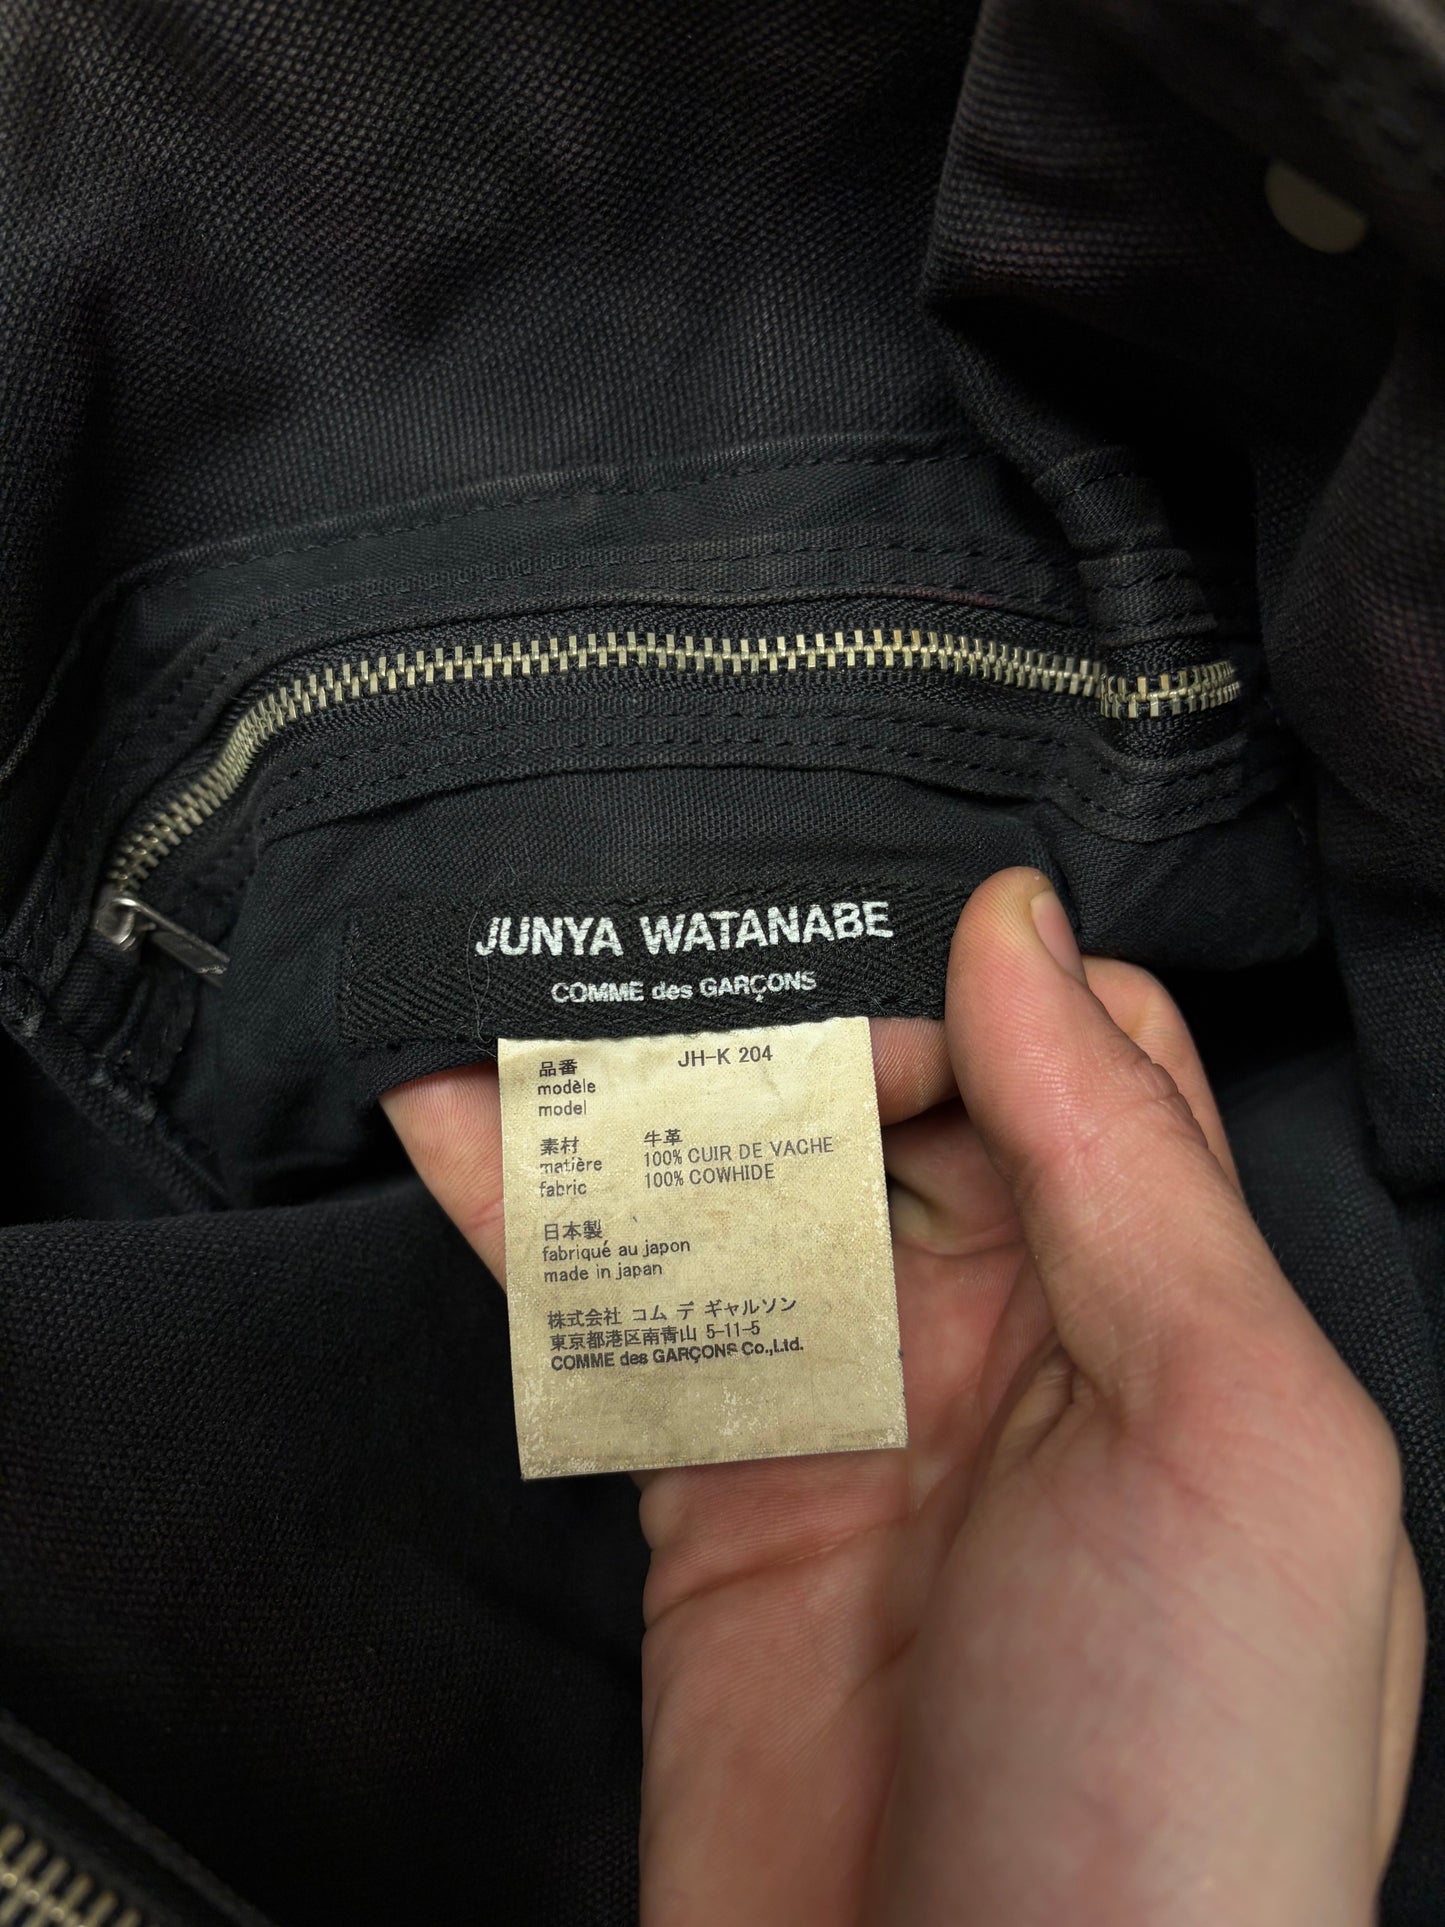 JUNYA WATANABE
COMME des GARÇONS
品番 JH-K 204
modèle
model
素材 牛革
matière 100% CUIR DE VACHE
fabric 100% COWHIDE
日本製
fabriqué au japon
made in japan
株式会社 コム デ ギャルソン
東京都港区南青山 5-11-5
COMME des GARÇONS Co.,Ltd.